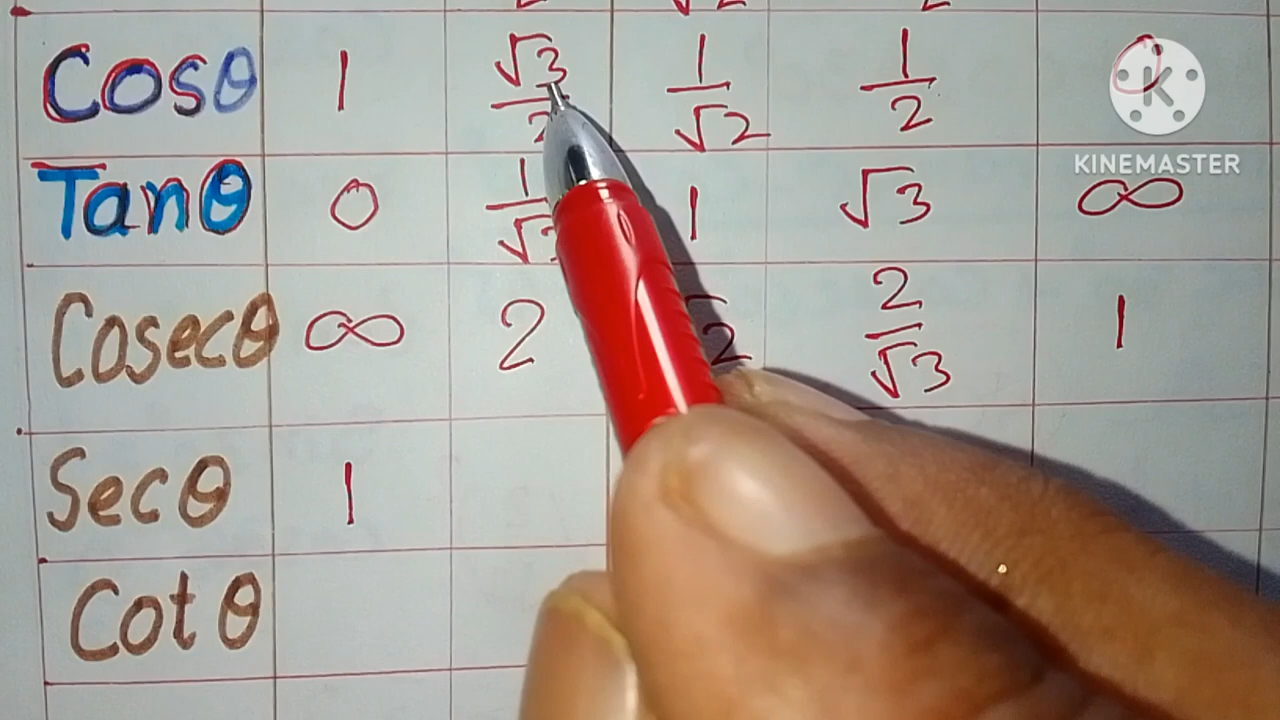 Cosθ 1 √3/2 1/√2 1/2 0
KINEMASTER
Tanθ 0 1/√3 1 √3 ∞
Cosecθ ∞ 2 √2 2/√3 1
Secθ 1
Cotθ